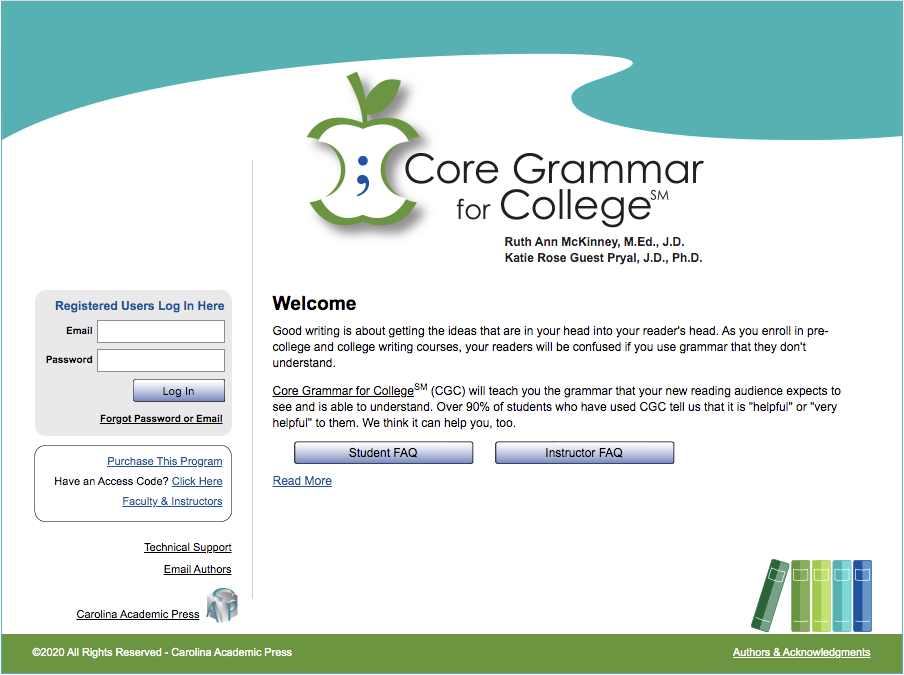 ;
Core Grammar
for College SM
Ruth Ann McKinney, M.Ed., J.D.
Katie Rose Guest Pryal, J.D., Ph.D.
Registered Users Log In Here
Email
Password
Log In
Forgot Password or Email
Purchase This Program
Have an Access Code? Click Here
Faculty & Instructors
Technical Support
Email Authors
Carolina Academic Press
CAP
Welcome
Good writing is about getting the ideas that are in your head into your reader's head. As you enroll in pre-
college and college writing courses, your readers will be confused if you use grammar that they don't
understand.
Core Grammar for College SM (CGC) will teach you the grammar that your new reading audience expects to
see and is able to understand. Over 90% of students who have used CGC tell us that it is "helpful" or "very
helpful" to them. We think it can help you, too.
Student FAQ
Instructor FAQ
Read More
©2020 All Rights Reserved - Carolina Academic Press
Authors & Acknowledgments